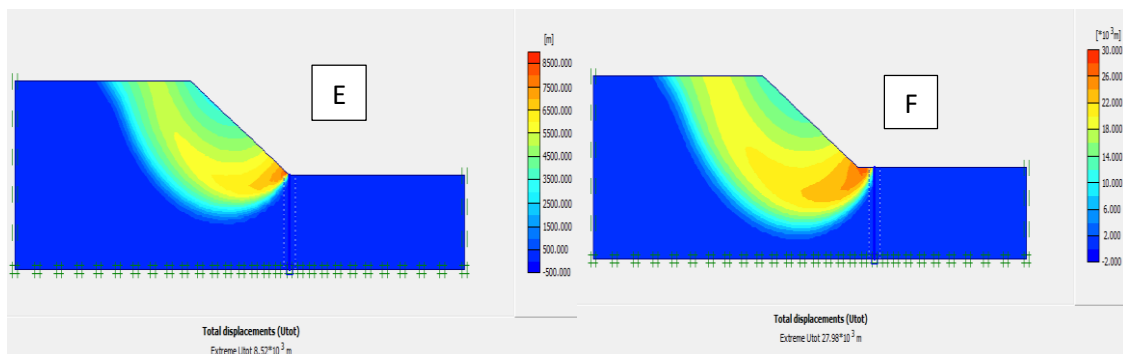 [m]
E
8500.000
7500.000
6500.000
5500.000
4500.000
3500.000
2500.000
1500.000
500.000
-500.000
Total displacements (Utot)
Extreme Utot 8.52*10³ m
[*10³m]
F
30.000
26.000
22.000
18.000
14.000
10.000
6.000
2.000
-2.000
Total displacements (Utot)
Extreme Utot 27.98*10³ m